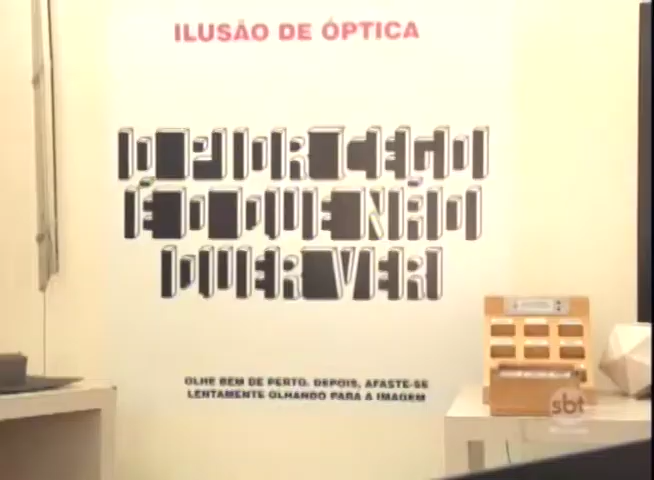 ILUSÃO DE ÓPTICA
O PIOR CEGO
É O QUE NÃO
QUER VER
OLHE BEM DE PERTO. DEPOIS, AFASTE-SE
LENTAMENTE OLHANDO PARA A IMAGEM
sbt